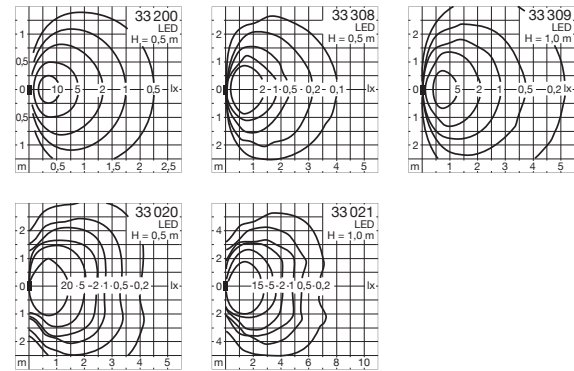 33 200
LED
H = 0,5 m
1
0,5
0
0,5
1
10 5 2 1 0,5 lx
m 0,5 1 1,5 2 2,5
33 308
LED
H = 0,5 m
2
1
0
1
2
2 1 0,5 0,2 0,1 lx
m 1 2 3 4 5
33 309
LED
H = 1,0 m
2
1
0
1
2
5 2 1 0,5 0,2 lx
m 1 2 3 4 5
33 020
LED
H = 0,5 m
2
1
0
1
2
20 5 2 1 0,5 0,2 lx
m 1 2 3 4 5
33 021
LED
H = 1,0 m
4
2
0
2
4
15 5 2 1 0,5 0,2 lx
m 2 4 6 8 10